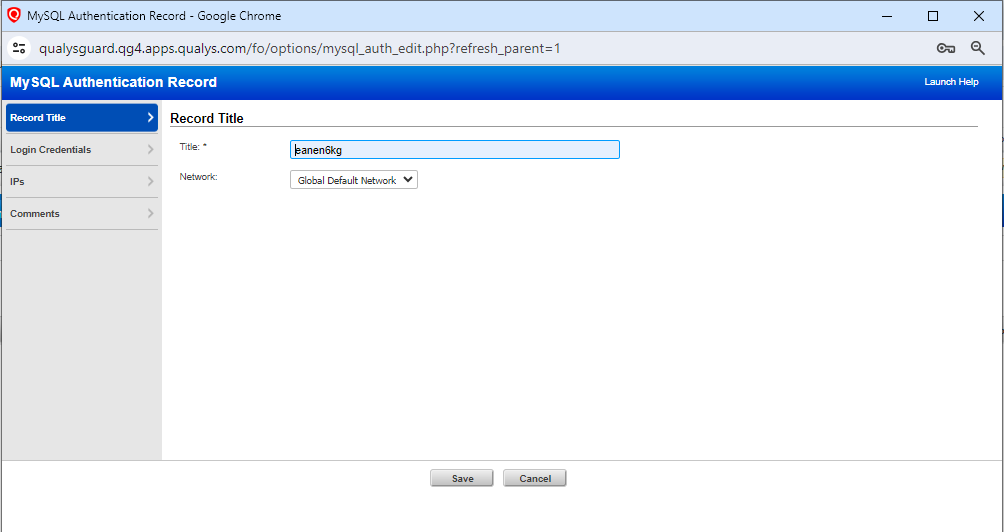 MySQL Authentication Record - Google Chrome
qualysguard.qg4.apps.qualys.com/fo/options/mysql_auth_edit.php?refresh_parent=1
MySQL Authentication Record
Launch Help
Record Title
Login Credentials
IPs
Comments
Record Title
Title: *
eanen6kg
Network:
Global Default Network
Save
Cancel